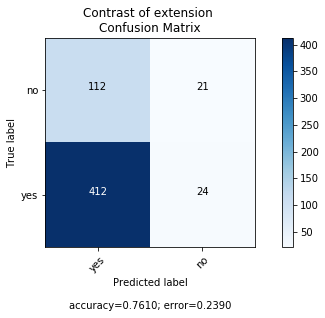 Contrast of extension
Confusion Matrix
no
yes
True label
112
21
412
24
yes
no
Predicted label
accuracy=0.7610; error=0.2390
400
350
300
250
200
150
100
50